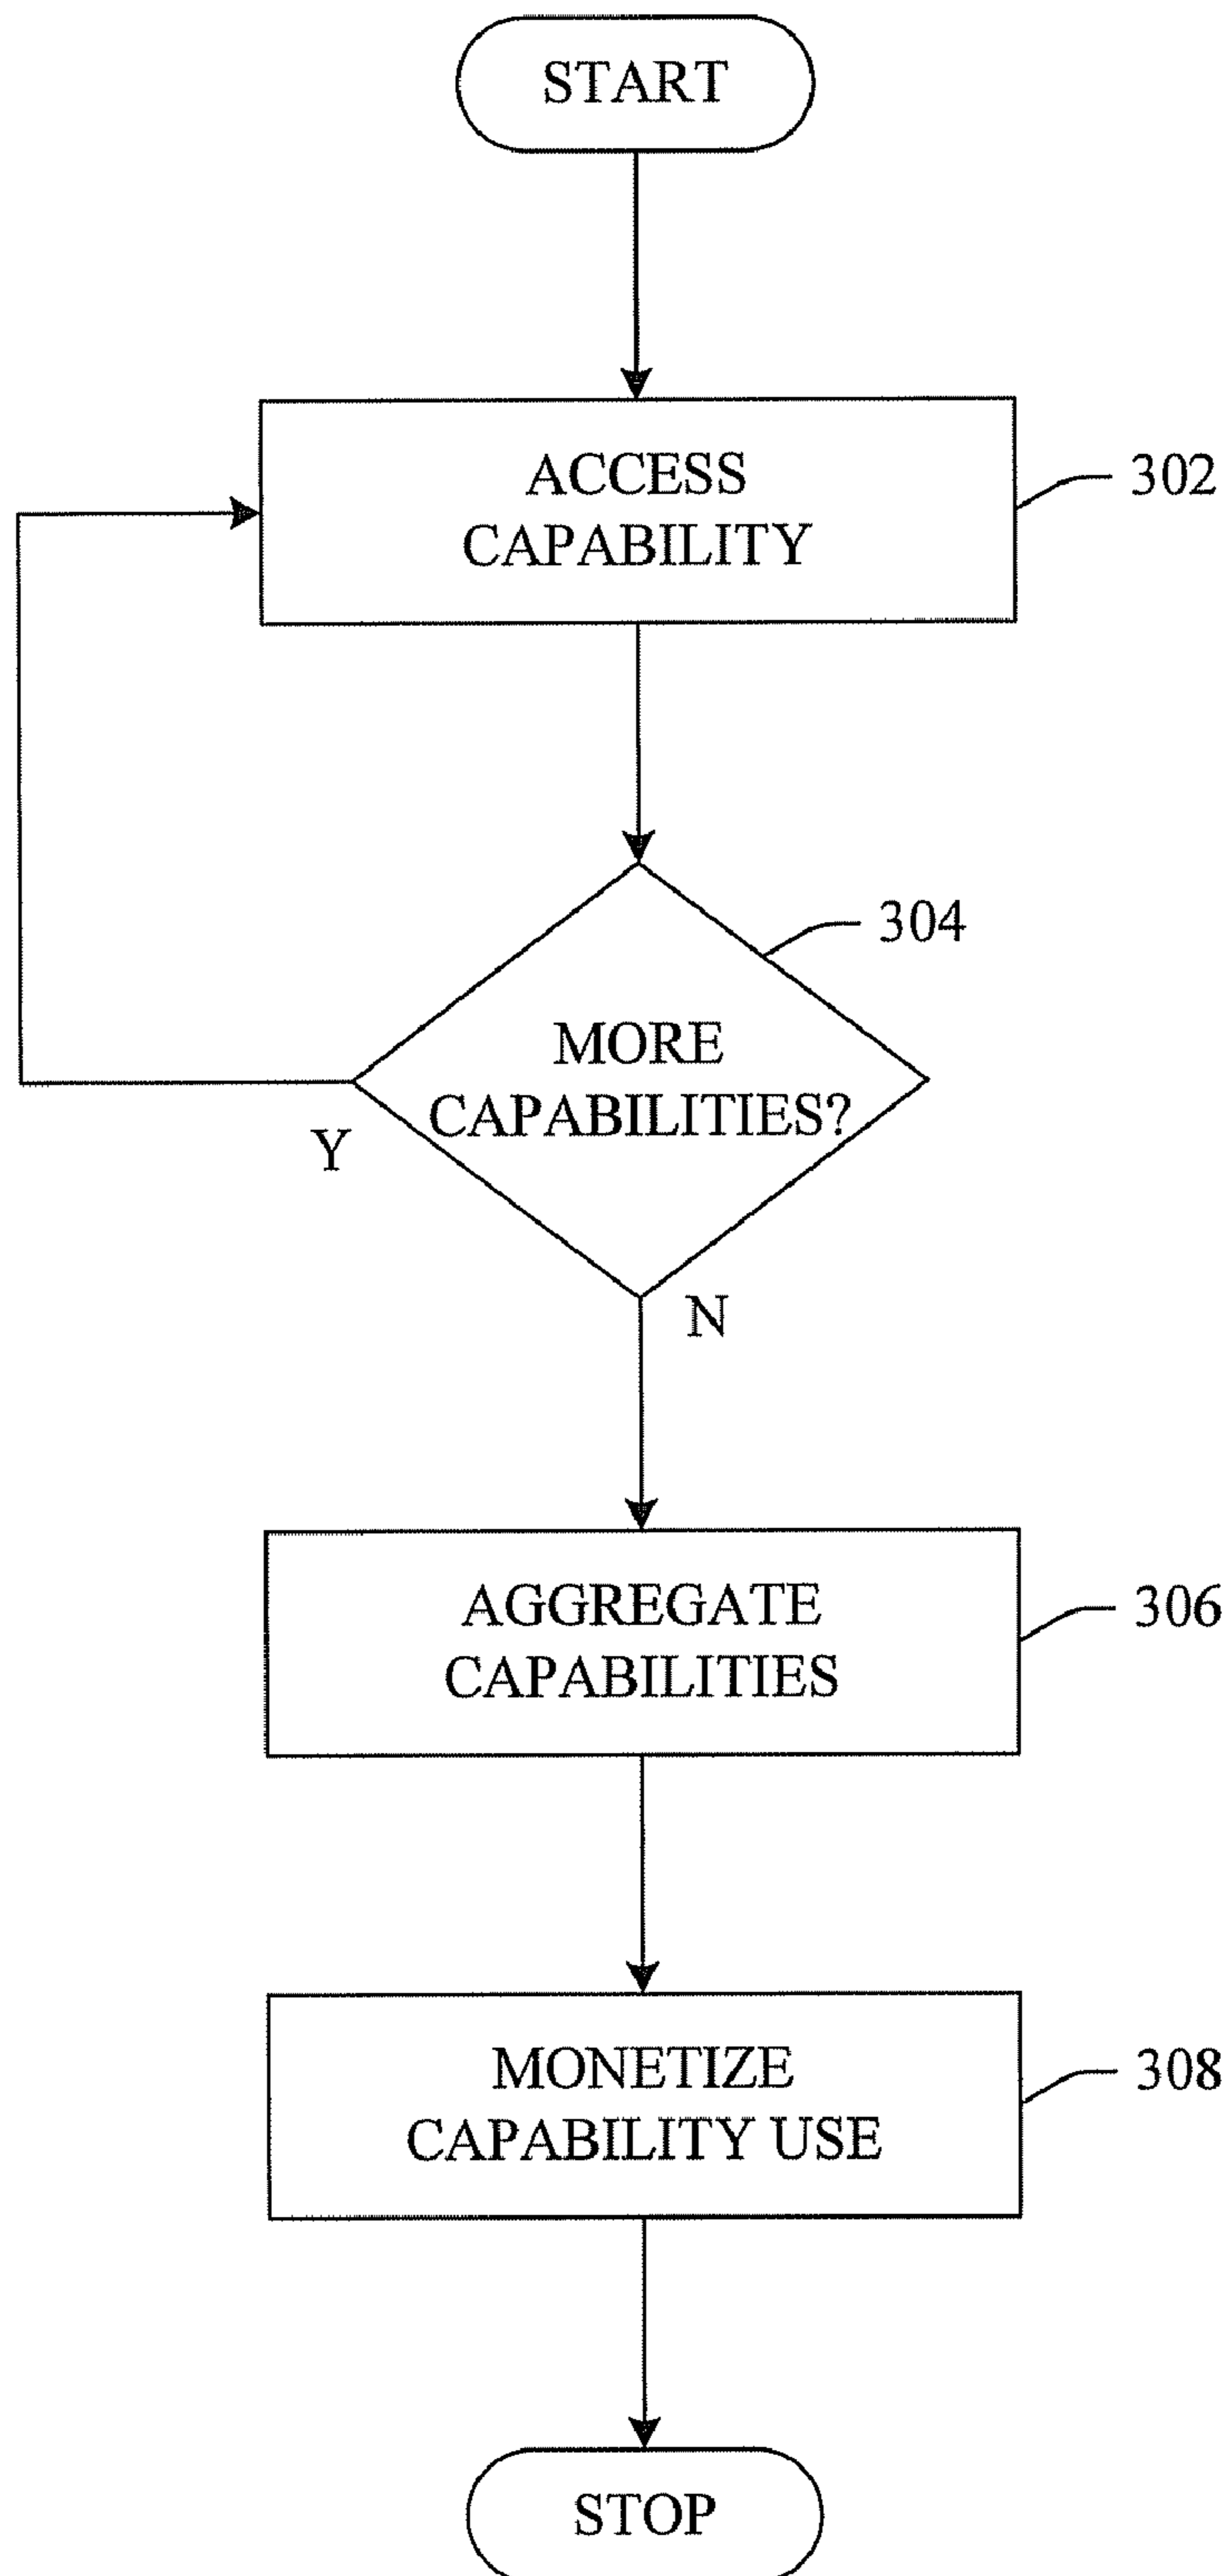 START
ACCESS
CAPABILITY
302
304
MORE
CAPABILITIES?
Y
N
AGGREGATE
CAPABILITIES
306
MONETIZE
CAPABILITY USE
308
STOP